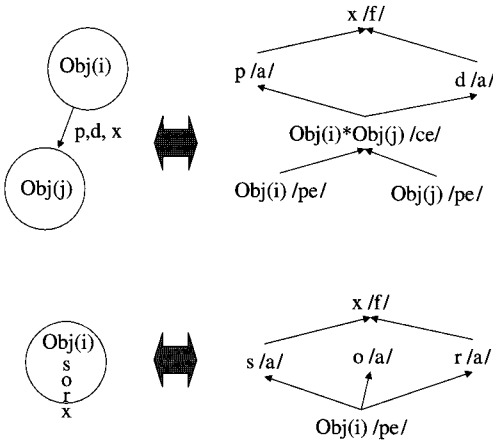 Obj(i)
p,d, x
Obj(j)
x /f/
p /a/
d /a/
Obj(i)*Obj(j) /ce/
Obj(i) /pe/
Obj(j) /pe/
Obj(i)
s
o
r
x
x /f/
s /a/
o /a/
r /a/
Obj(i) /pe/